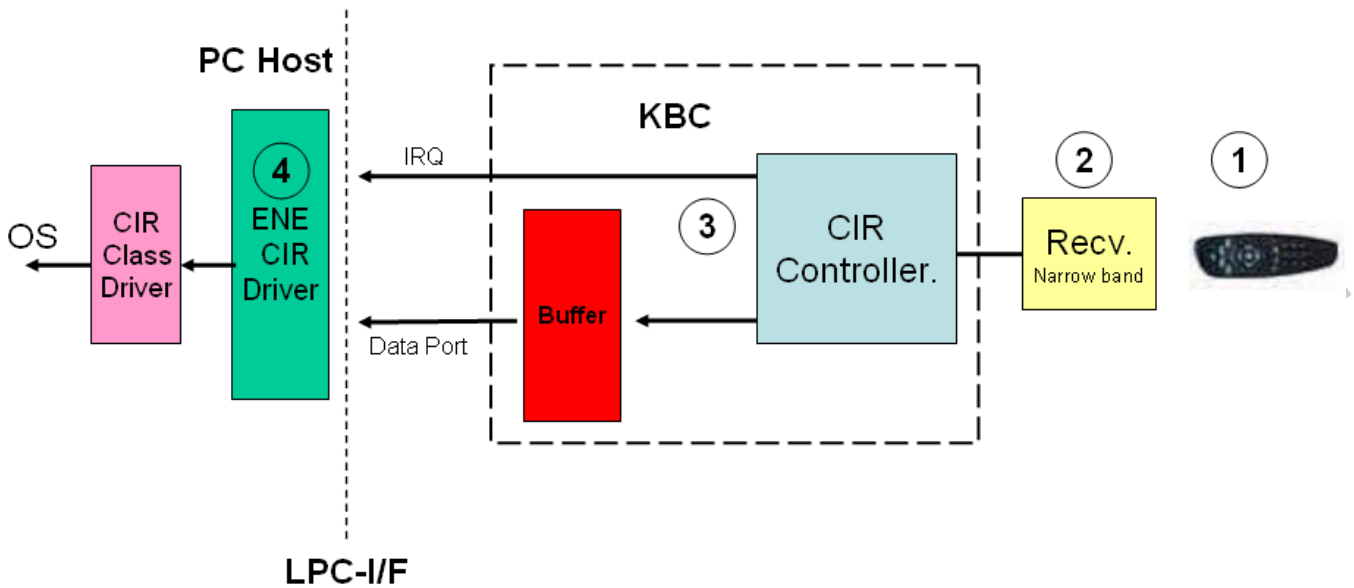 PC Host
KBC
OS
CIR
Class
Driver
4
ENE
CIR
Driver
IRQ
Data Port
Buffer
3
CIR
Controller.
2
Recv.
Narrow band
1
LPC-I/F